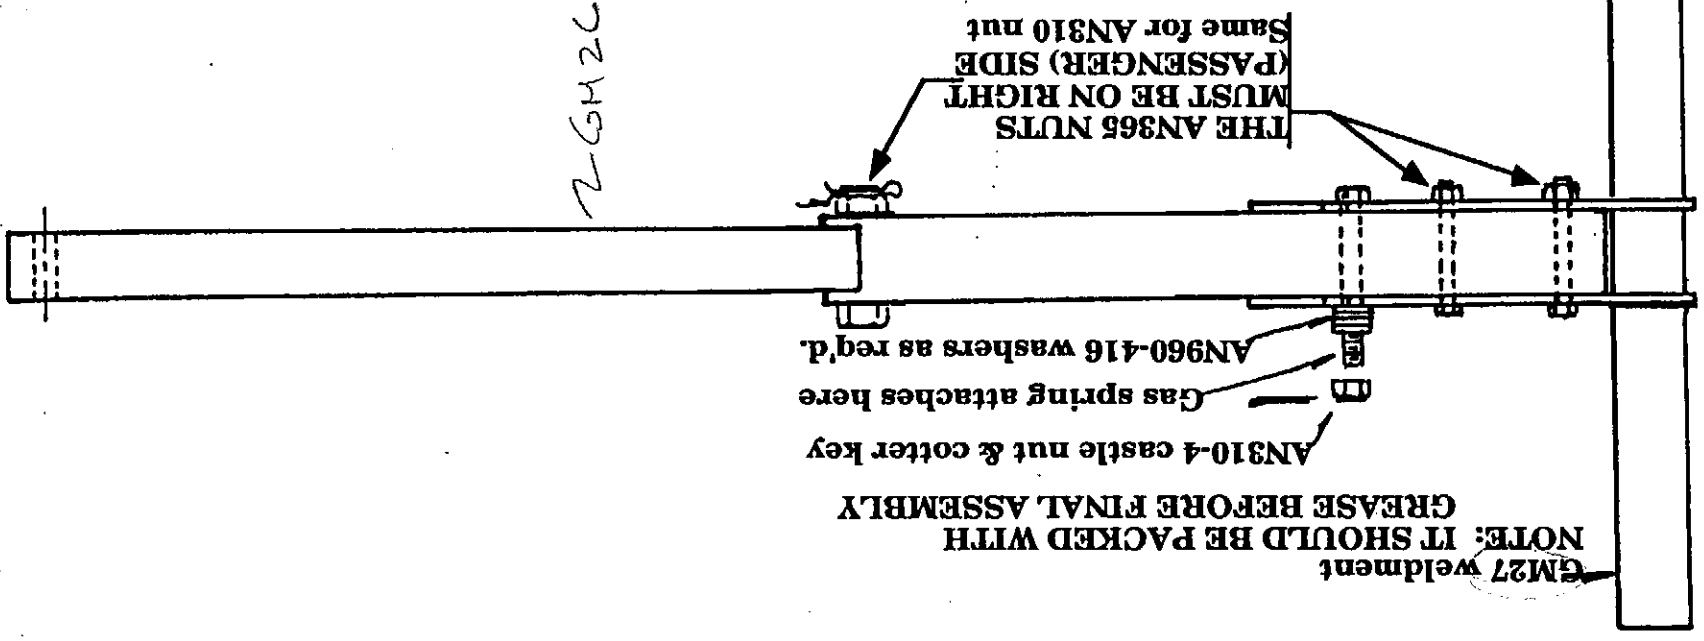 GM27 weldment
NOTE: IT SHOULD BE PACKED WITH
GREASE BEFORE FINAL ASSEMBLY
AN310-4 castle nut & cotter key
Gas spring attaches here
AN960-416 washers as req'd.
THE AN365 NUTS
MUST BE ON RIGHT
(PASSENGER) SIDE
Same for AN310 nut